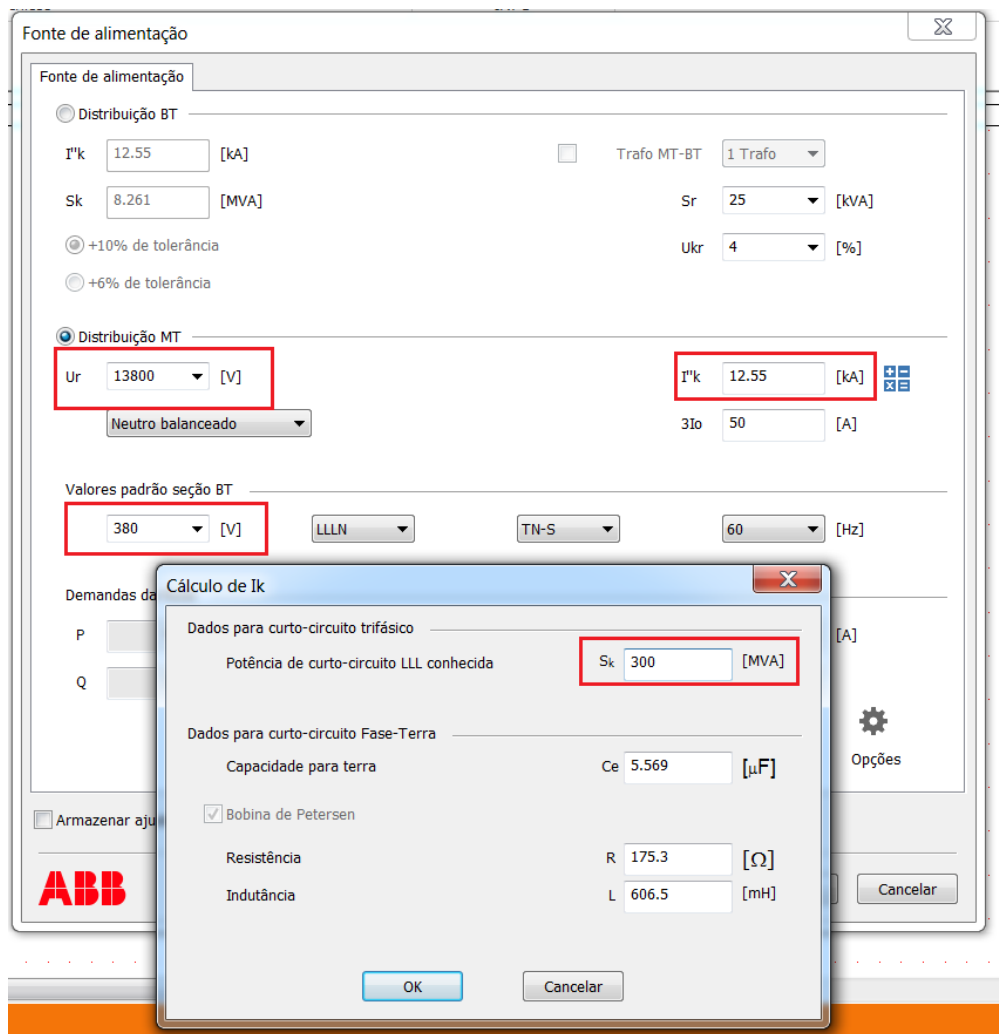 Fonte de alimentação
Fonte de alimentação
Distribuição BT
I"k 12.55 [kA] Trafo MT-BT 1 Trafo
Sk 8.261 [MVA] Sr 25 [kVA]
+10% de tolerância Ukr 4 [%]
+6% de tolerância
Distribuição MT
Ur 13800 [V] I"k 12.55 [kA]
Neutro balanceado 3Io 50 [A]
Valores padrão seção BT
380 [V] LLLN TN-S 60 [Hz]
Demandas da
P [A]
Q
Opções
Armazenar aju
ABB Cancelar
Cálculo de Ik
Dados para curto-circuito trifásico
Potência de curto-circuito LLL conhecida Sk 300 [MVA]
Dados para curto-circuito Fase-Terra
Capacidade para terra Ce 5.569 [µF]
Bobina de Petersen
Resistência R 175.3 [Ω]
Indutância L 606.5 [mH]
OK Cancelar